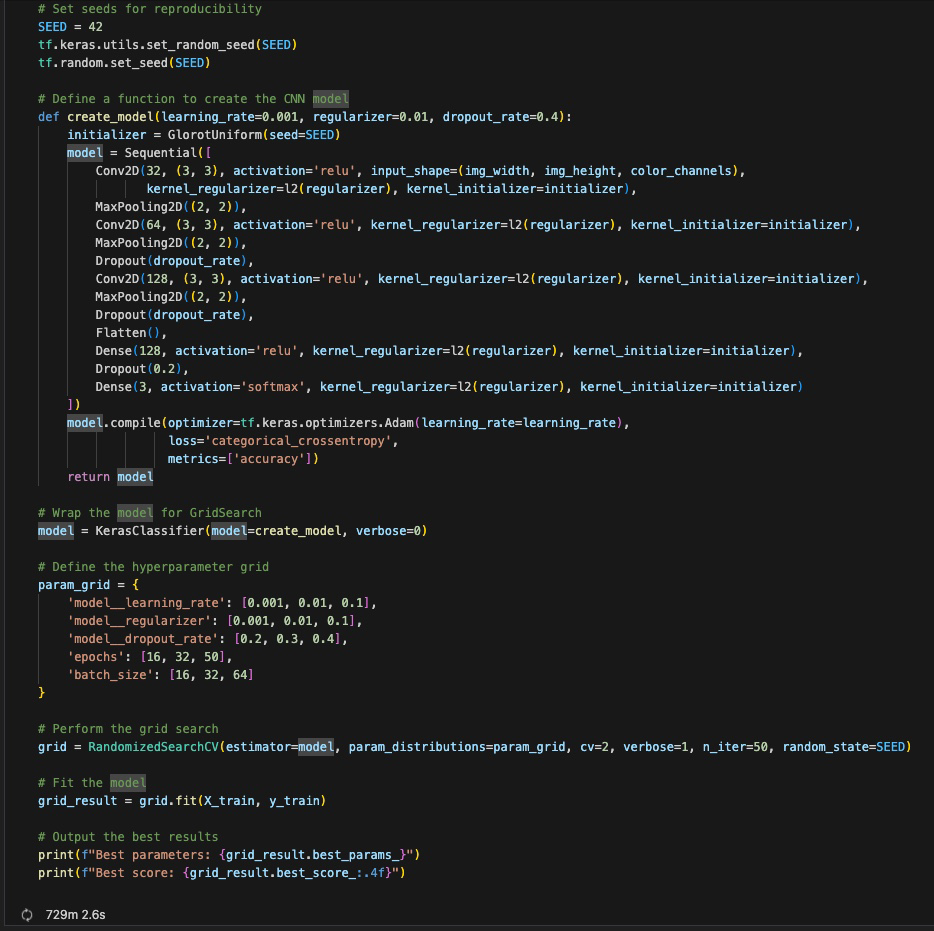 # Set seeds for reproducibility
SEED = 42
tf.keras.utils.set_random_seed(SEED)
tf.random.set_seed(SEED)
# Define a function to create the CNN model
def create_model(learning_rate=0.001, regularizer=0.01, dropout_rate=0.4):
    initializer = GlorotUniform(seed=SEED)
    model = Sequential([
        Conv2D(32, (3, 3), activation='relu', input_shape=(img_width, img_height, color_channels),
               kernel_regularizer=l2(regularizer), kernel_initializer=initializer),
        MaxPooling2D((2, 2)),
        Conv2D(64, (3, 3), activation='relu', kernel_regularizer=l2(regularizer), kernel_initializer=initializer),
        MaxPooling2D((2, 2)),
        Dropout(dropout_rate),
        Conv2D(128, (3, 3), activation='relu', kernel_regularizer=l2(regularizer), kernel_initializer=initializer),
        MaxPooling2D((2, 2)),
        Dropout(dropout_rate),
        Flatten(),
        Dense(128, activation='relu', kernel_regularizer=l2(regularizer), kernel_initializer=initializer),
        Dropout(0.2),
        Dense(3, activation='softmax', kernel_regularizer=l2(regularizer), kernel_initializer=initializer)
    ])
    model.compile(optimizer=tf.keras.optimizers.Adam(learning_rate=learning_rate),
                  loss='categorical_crossentropy',
                  metrics=['accuracy'])
    return model
# Wrap the model for GridSearch
model = KerasClassifier(model=create_model, verbose=0)
# Define the hyperparameter grid
param_grid = {
    'model__learning_rate': [0.001, 0.01, 0.1],
    'model__regularizer': [0.001, 0.01, 0.1],
    'model__dropout_rate': [0.2, 0.3, 0.4],
    'epochs': [16, 32, 50],
    'batch_size': [16, 32, 64]
}
# Perform the grid search
grid = RandomizedSearchCV(estimator=model, param_distributions=param_grid, cv=2, verbose=1, n_iter=50, random_state=SEED)
# Fit the model
grid_result = grid.fit(X_train, y_train)
# Output the best results
print(f"Best parameters: {grid_result.best_params_}")
print(f"Best score: {grid_result.best_score_:.4f}")
729m 2.6s